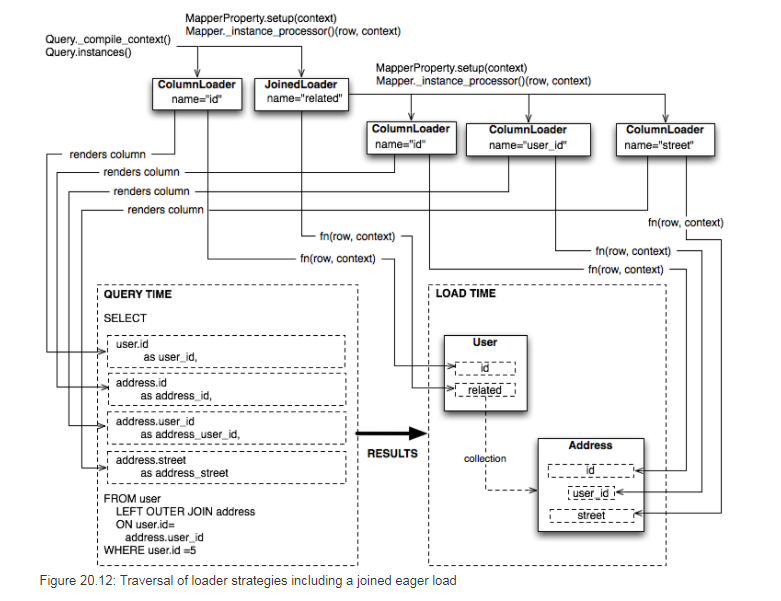 MapperProperty.setup(context)
Mapper._instance_processor()(row, context)
Query._compile_context()
Query.instances()
MapperProperty.setup(context)
Mapper._instance_processor()(row, context)
ColumnLoader
name="id"
JoinedLoader
name="related"
ColumnLoader
name="id"
ColumnLoader
name="user_id"
ColumnLoader
name="street"
renders column
renders column
renders column
renders column
fn(row, context)
fn(row, context)
fn(row, context)
fn(row, context)
fn(row, context)
QUERY TIME
SELECT
user.id
as user_id,
address.id
as address_id,
address.user_id
as address_user_id,
address.street
as address_street
FROM user
LEFT OUTER JOIN address
ON user.id=
address.user_id
WHERE user.id =5
RESULTS
LOAD TIME
User
id
related
collection
Address
id
user_id
street
Figure 20.12: Traversal of loader strategies including a joined eager load